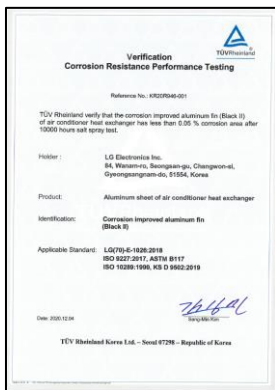 TÜVRheinland
Verification
Corrosion Resistance Performance Testing
Reference No.: KR20R946-001
TÜV Rheinland verify that the corrosion improved aluminum fin (Black II)
of air conditioner heat exchanger has less than 0.05 % corrosion area after
10000 hours salt spray test.
Holder : LG Electronics Inc.
84, Wanam-ro, Seongsan-gu, Changwon-si,
Gyeongsangnam-do, 51554, Korea
Product: Aluminum sheet of air conditioner heat exchanger
Identification: Corrosion improved aluminum fin
(Black II)
Applicable Standard: LG(70)-E-1026:2018
ISO 9227:2017, ASTM B117
ISO 10289:1999, KS D 9502:2019
Date: 2020.12.04
TÜV Rheinland Korea Ltd. – Seoul 07298 – Republic of Korea